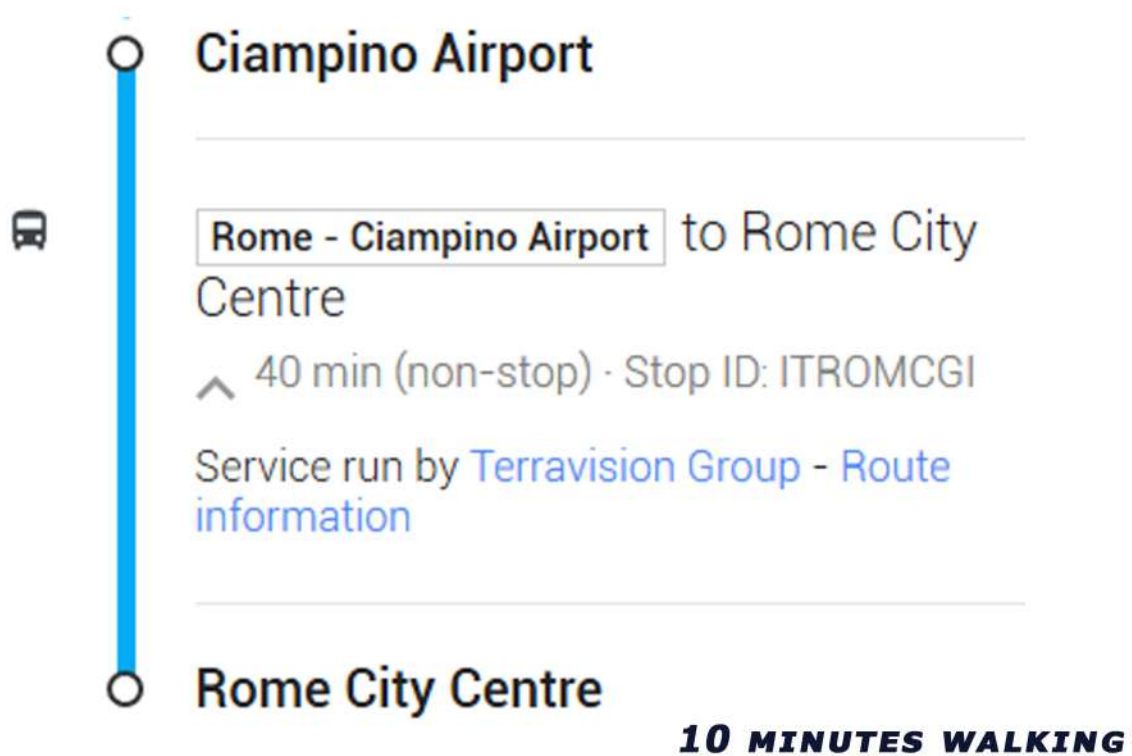 Ciampino Airport
Rome - Ciampino Airport to Rome City
Centre
40 min (non-stop) · Stop ID: ITROMCGI
Service run by Terravision Group - Route
information
Rome City Centre
10 MINUTES WALKING